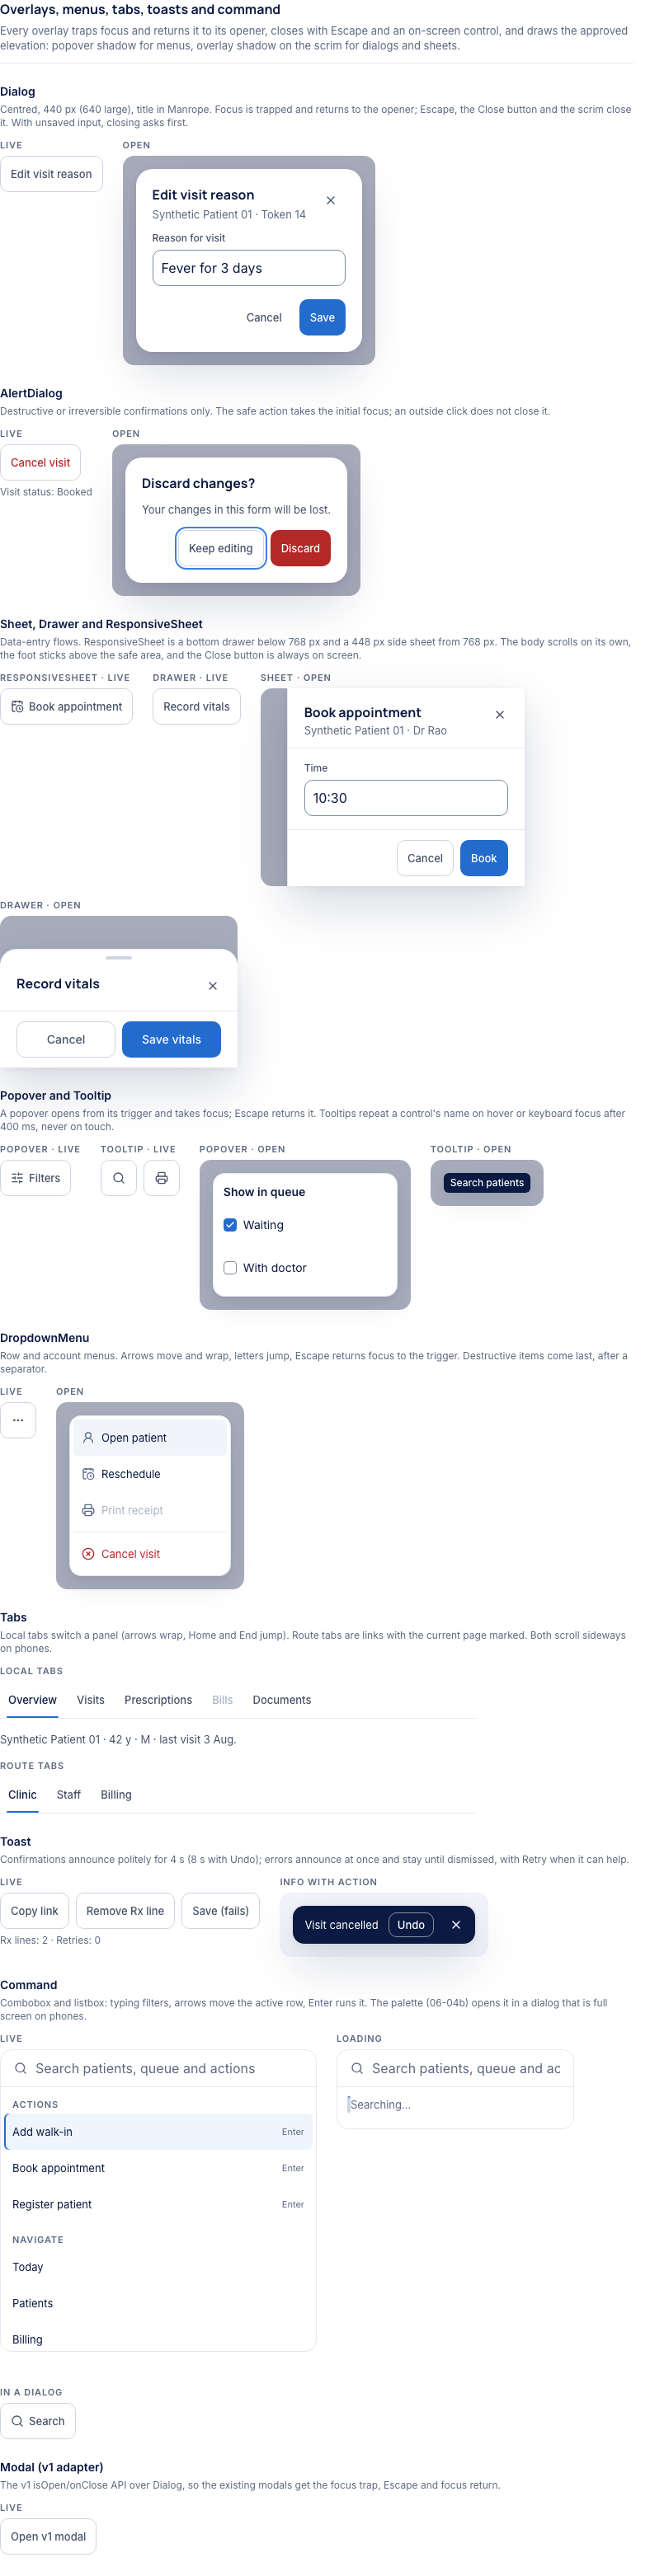 Overlays, menus, tabs, toasts and command
Every overlay traps focus and returns it to its opener, closes with Escape and an on-screen control, and draws the approved
elevation: popover shadow for menus, overlay shadow on the scrim for dialogs and sheets.
Dialog
Centred, 440 px (640 large), title in Manrope. Focus is trapped and returns to the opener; Escape, the Close button and the scrim close
it. With unsaved input, closing asks first.
LIVE
OPEN
Edit visit reason
Edit visit reason
Synthetic Patient 01 · Token 14
Reason for visit
Fever for 3 days
Cancel
Save
AlertDialog
Destructive or irreversible confirmations only. The safe action takes the initial focus; an outside click does not close it.
LIVE
OPEN
Cancel visit
Visit status: Booked
Discard changes?
Your changes in this form will be lost.
Keep editing
Discard
Sheet, Drawer and ResponsiveSheet
Data-entry flows. ResponsiveSheet is a bottom drawer below 768 px and a 448 px side sheet from 768 px. The body scrolls on its own,
the foot sticks above the safe area, and the Close button is always on screen.
RESPONSIVESHEET · LIVE
DRAWER · LIVE
SHEET · OPEN
Book appointment
Record vitals
Book appointment
Synthetic Patient 01 · Dr Rao
Time
10:30
Cancel
Book
DRAWER · OPEN
Record vitals
Cancel
Save vitals
Popover and Tooltip
A popover opens from its trigger and takes focus; Escape returns it. Tooltips repeat a control's name on hover or keyboard focus after
400 ms, never on touch.
POPOVER · LIVE
TOOLTIP · LIVE
POPOVER · OPEN
TOOLTIP · OPEN
Filters
Show in queue
Waiting
With doctor
Search patients
DropdownMenu
Row and account menus. Arrows move and wrap, letters jump, Escape returns focus to the trigger. Destructive items come last, after a
separator.
LIVE
OPEN
Open patient
Reschedule
Print receipt
Cancel visit
Tabs
Local tabs switch a panel (arrows wrap, Home and End jump). Route tabs are links with the current page marked. Both scroll sideways
on phones.
LOCAL TABS
Overview
Visits
Prescriptions
Bills
Documents
Synthetic Patient 01 · 42 y · M · last visit 3 Aug.
ROUTE TABS
Clinic
Staff
Billing
Toast
Confirmations announce politely for 4 s (8 s with Undo); errors announce at once and stay until dismissed, with Retry when it can help.
LIVE
INFO WITH ACTION
Copy link
Remove Rx line
Save (fails)
Rx lines: 2 · Retries: 0
Visit cancelled
Undo
Command
Combobox and listbox: typing filters, arrows move the active row, Enter runs it. The palette (06-04b) opens it in a dialog that is full
screen on phones.
LIVE
LOADING
Search patients, queue and actions
ACTIONS
Add walk-in
Enter
Book appointment
Enter
Register patient
Enter
NAVIGATE
Today
Patients
Billing
Search patients, queue and ac
Searching...
IN A DIALOG
Search
Modal (v1 adapter)
The v1 isOpen/onClose API over Dialog, so the existing modals get the focus trap, Escape and focus return.
LIVE
Open v1 modal